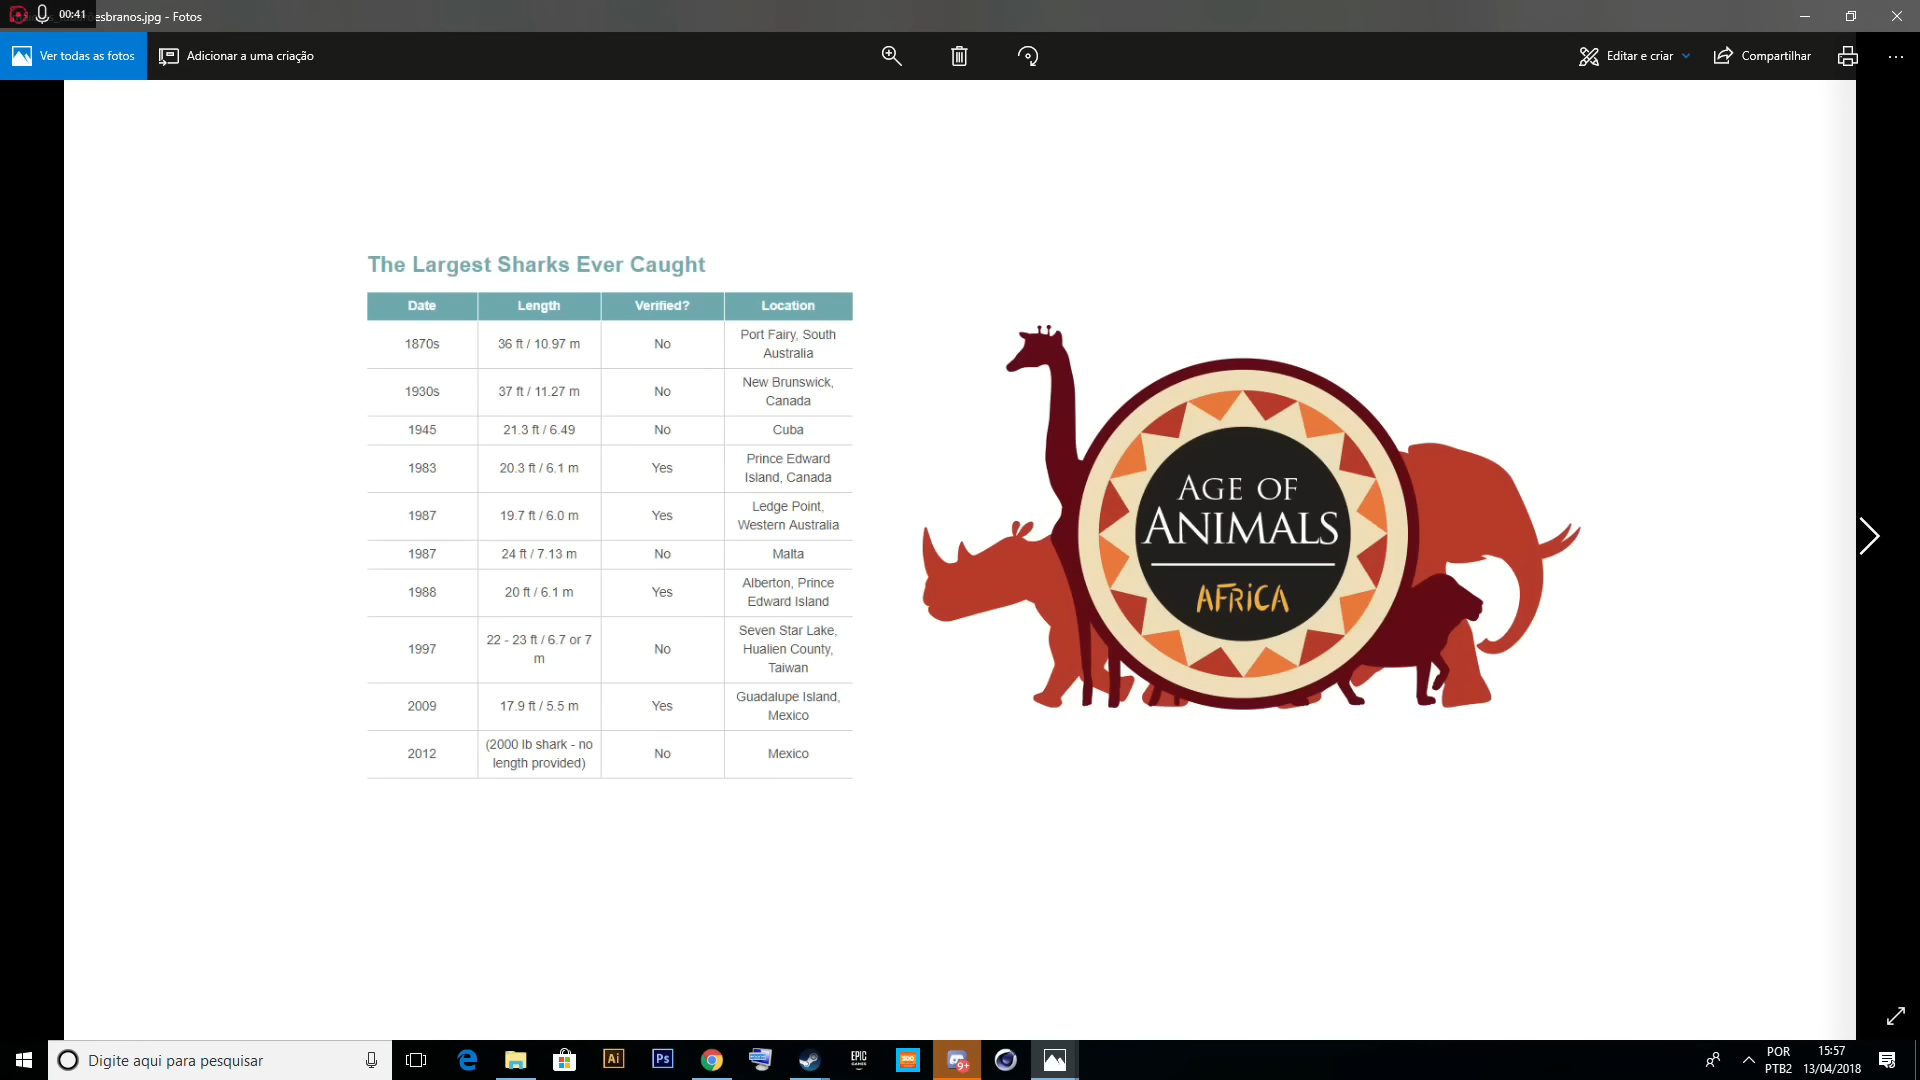 00:41
esbranos.jpg - Fotos
Ver todas as fotos
Adicionar a uma criação
Editar e criar
Compartilhar
The Largest Sharks Ever Caught
Date Length Verified? Location
1870s 36 ft / 10.97 m No Port Fairy, South
Australia
1930s 37 ft / 11.27 m No New Brunswick,
Canada
1945 21.3 ft / 6.49 No Cuba
1983 20.3 ft / 6.1 m Yes Prince Edward
Island, Canada
1987 19.7 ft / 6.0 m Yes Ledge Point,
Western Australia
1987 24 ft / 7.13 m No Malta
1988 20 ft / 6.1 m Yes Alberton, Prince
Edward Island
1997 22 - 23 ft / 6.7 or 7
m No Seven Star Lake,
Hualien County,
Taiwan
2009 17.9 ft / 5.5 m Yes Guadalupe Island,
Mexico
2012 (2000 lb shark - no
length provided) No Mexico
AGE OF
ANIMALS
AFRICA
Digite aqui para pesquisar
Ai
Ps
EPIC
GAMES
9+
POR
PTB2
15:57
13/04/2018